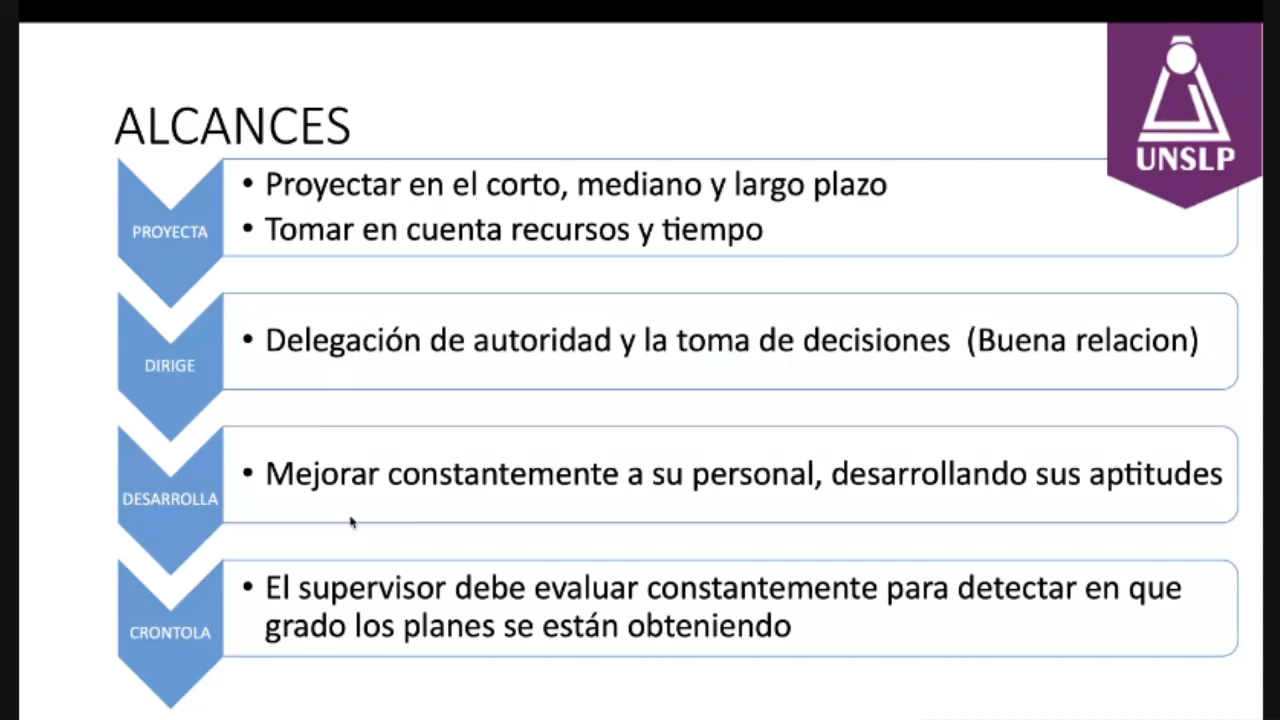 ALCANCES
UNSLP
PROYECTA
• Proyectar en el corto, mediano y largo plazo
• Tomar en cuenta recursos y tiempo
DIRIGE
• Delegación de autoridad y la toma de decisiones (Buena relacion)
DESARROLLA
• Mejorar constantemente a su personal, desarrollando sus aptitudes
CRONTOLA
• El supervisor debe evaluar constantemente para detectar en que
grado los planes se están obteniendo